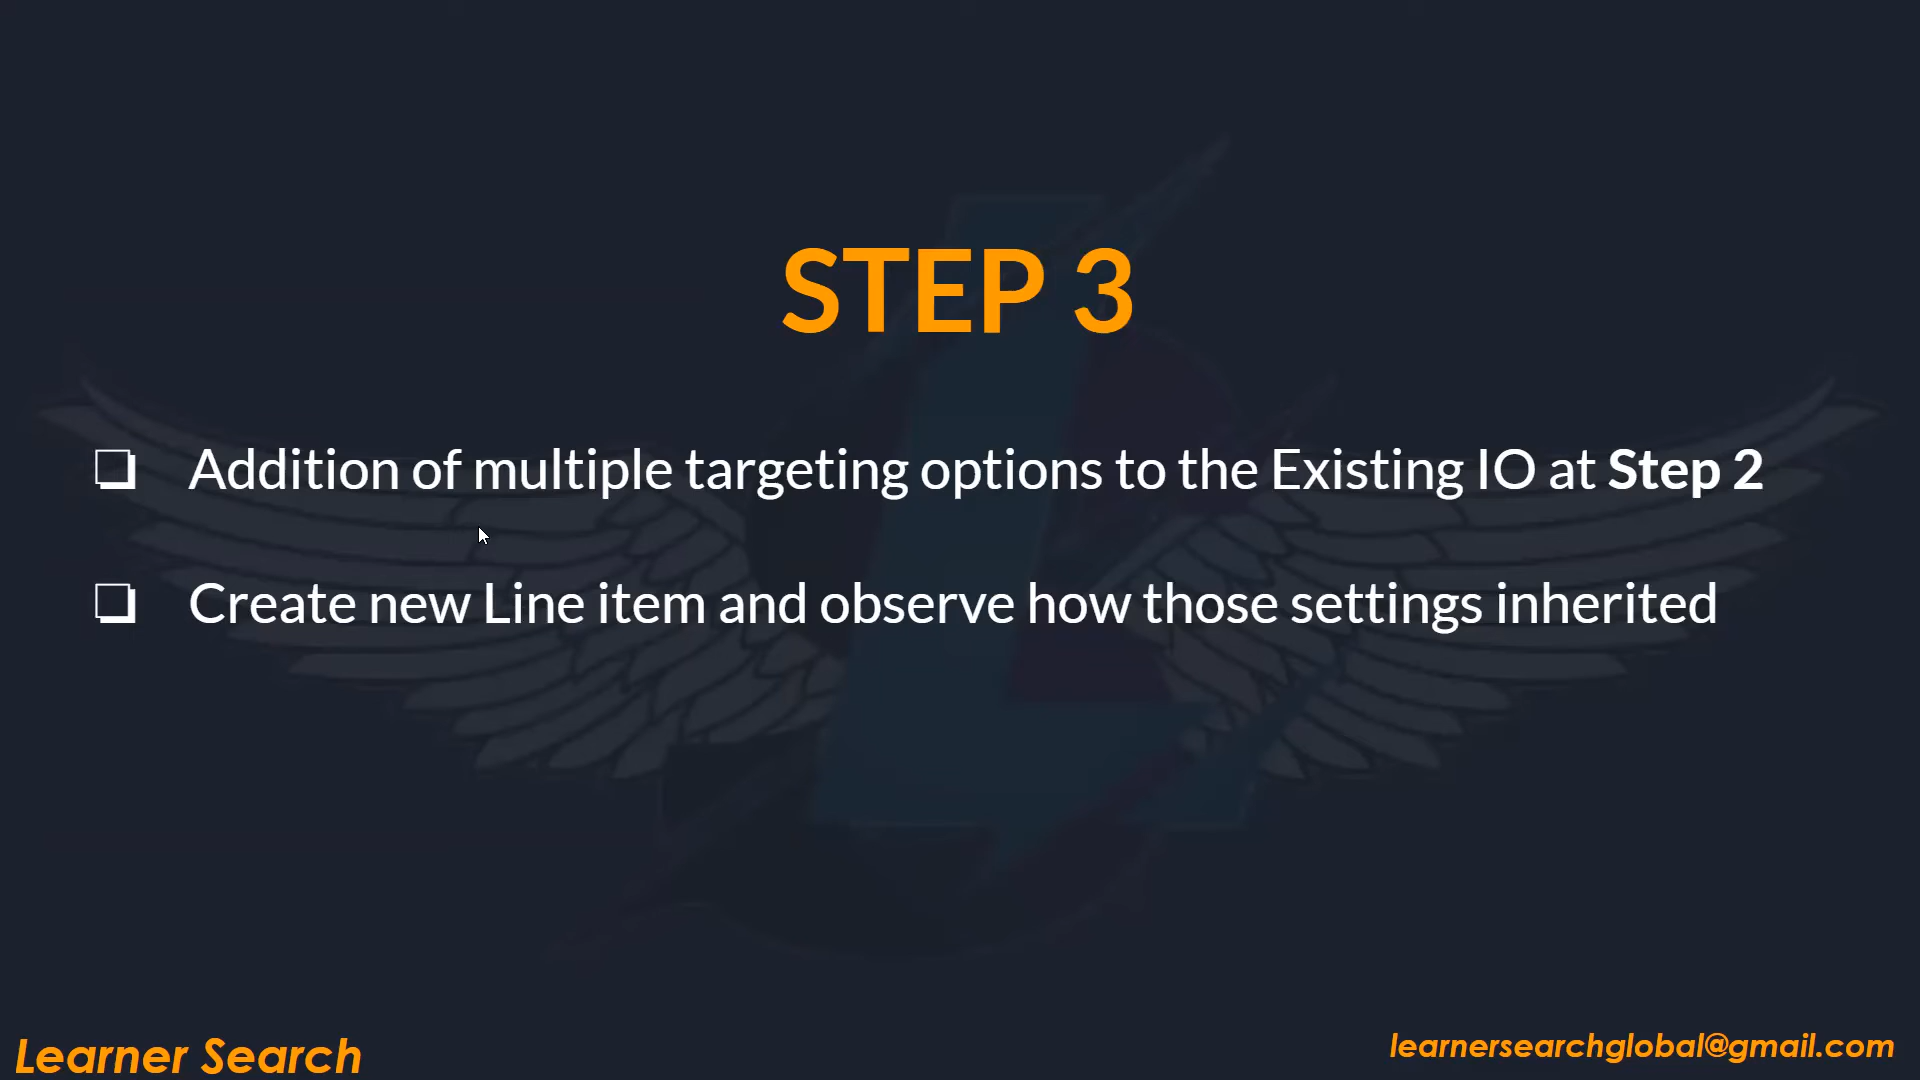 STEP 3
❏ Addition of multiple targeting options to the Existing IO at Step 2
❏ Create new Line item and observe how those settings inherited
Learner Search
learnersearchglobal@gmail.com